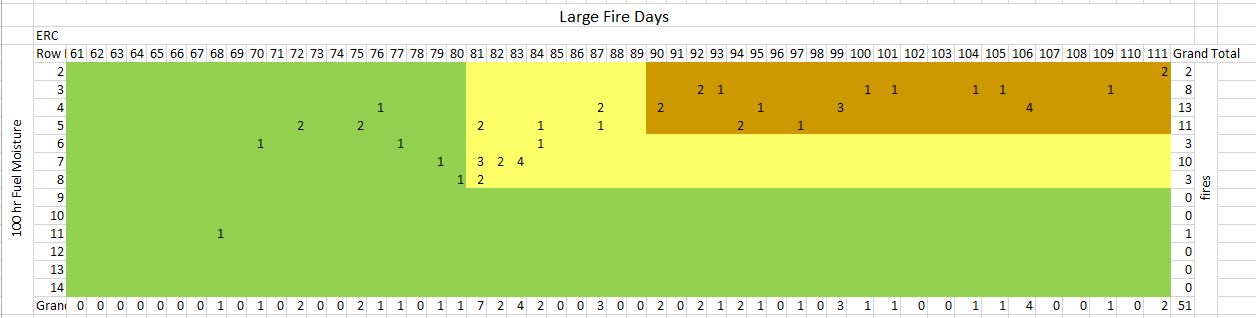 Large Fire Days
ERC
Row 61 62 63 64 65 66 67 68 69 70 71 72 73 74 75 76 77 78 79 80 81 82 83 84 85 86 87 88 89 90 91 92 93 94 95 96 97 98 99 100 101 102 103 104 105 106 107 108 109 110 111 Grand Total
2 2 2
3 2 1 1 1 1 1 1 8
4 1 2 2 1 3 4 13
5 2 2 2 1 1 2 1 11
6 1 1 1 3
7 1 3 2 4 10
8 1 2 3
9 0
10 0
11 1 1
12 0
13 0
14 0
Gran 0 0 0 0 0 0 0 1 0 1 0 2 0 0 2 1 1 0 1 1 7 2 4 2 0 0 3 0 0 2 0 2 1 2 1 0 1 0 3 1 1 0 0 1 1 4 0 0 1 0 2 51
100 hr Fuel Moisture
fires